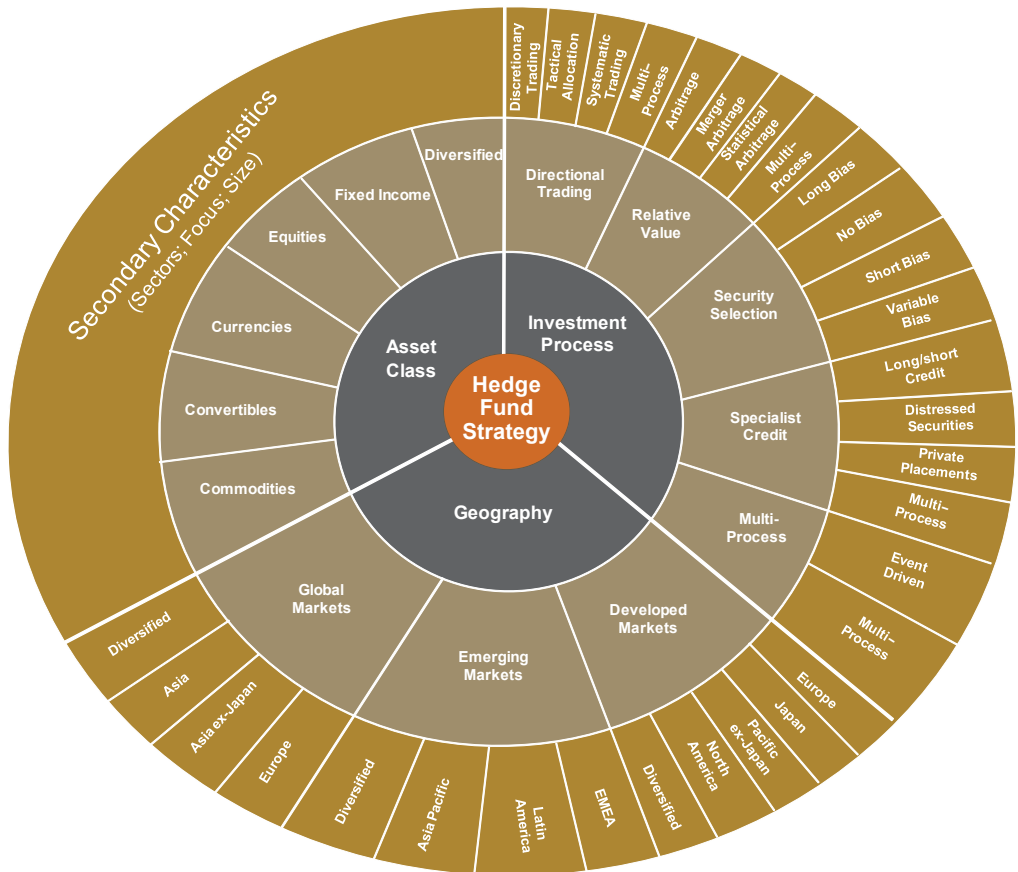 Hedge
Fund
Strategy
Investment
Process
Directional
Trading
Discretionary
Trading
Tactical
Allocation
Systematic
Trading
Multi–
Process
Relative
Value
Arbitrage
Merger
Arbitrage
Statistical
Arbitrage
Multi–
Process
Security
Selection
Long Bias
No Bias
Short Bias
Variable
Bias
Specialist
Credit
Long/short
Credit
Distressed
Securities
Private
Placements
Multi–
Process
Multi-
Process
Event
Driven
Multi–
Process
Geography
Developed
Markets
Europe
Japan
Pacific
ex-Japan
North
America
Diversified
Emerging
Markets
EMEA
Latin
America
Asia Pacific
Diversified
Global
Markets
Europe
Asia ex-Japan
Asia
Diversified
Asset
Class
Commodities
Convertibles
Currencies
Equities
Fixed Income
Diversified
Secondary Characteristics
(Sectors; Focus; Size)